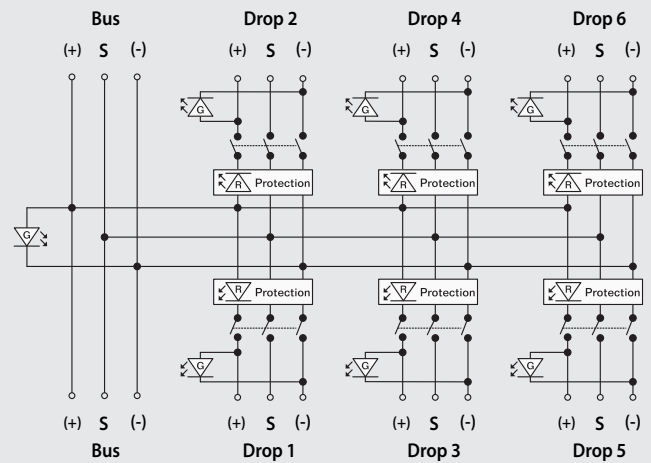 Bus Drop 2 Drop 4 Drop 6
(+) S (-) (+) S (-) (+) S (-) (+) S (-)
G G G
R Protection R Protection R Protection
G
R Protection R Protection R Protection
G G G
(+) S (-) (+) S (-) (+) S (-) (+) S (-)
Bus Drop 1 Drop 3 Drop 5